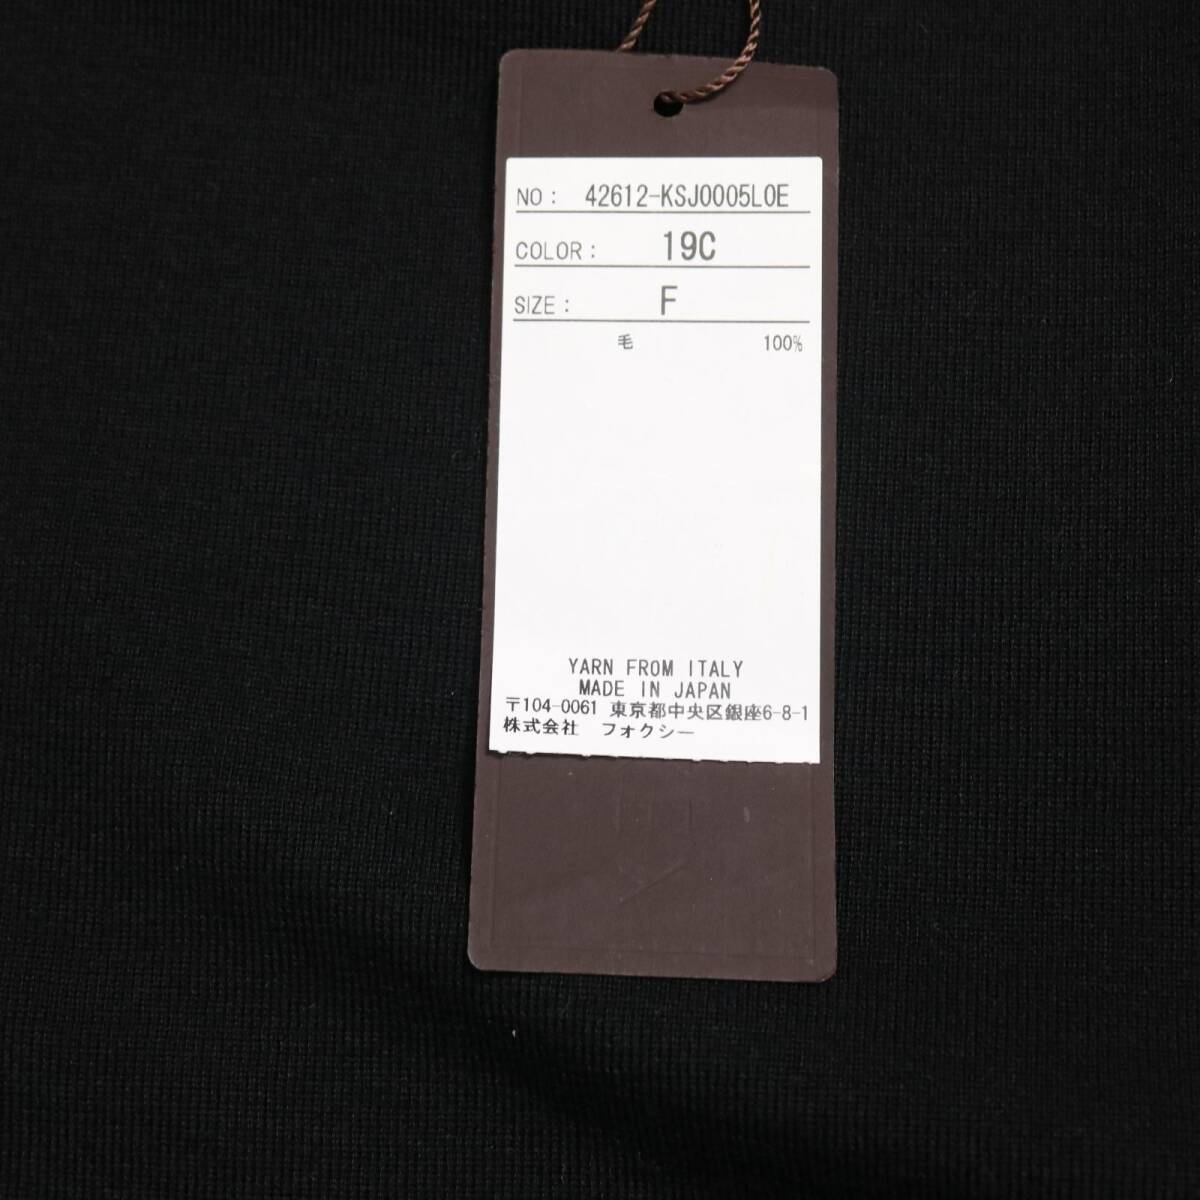 NO: 42612-KSJ0005L0E
COLOR: 19C
SIZE: F
毛 100%
YARN FROM ITALY
MADE IN JAPAN
〒104-0061 東京都中央区銀座6-8-1
株式会社 フォクシー